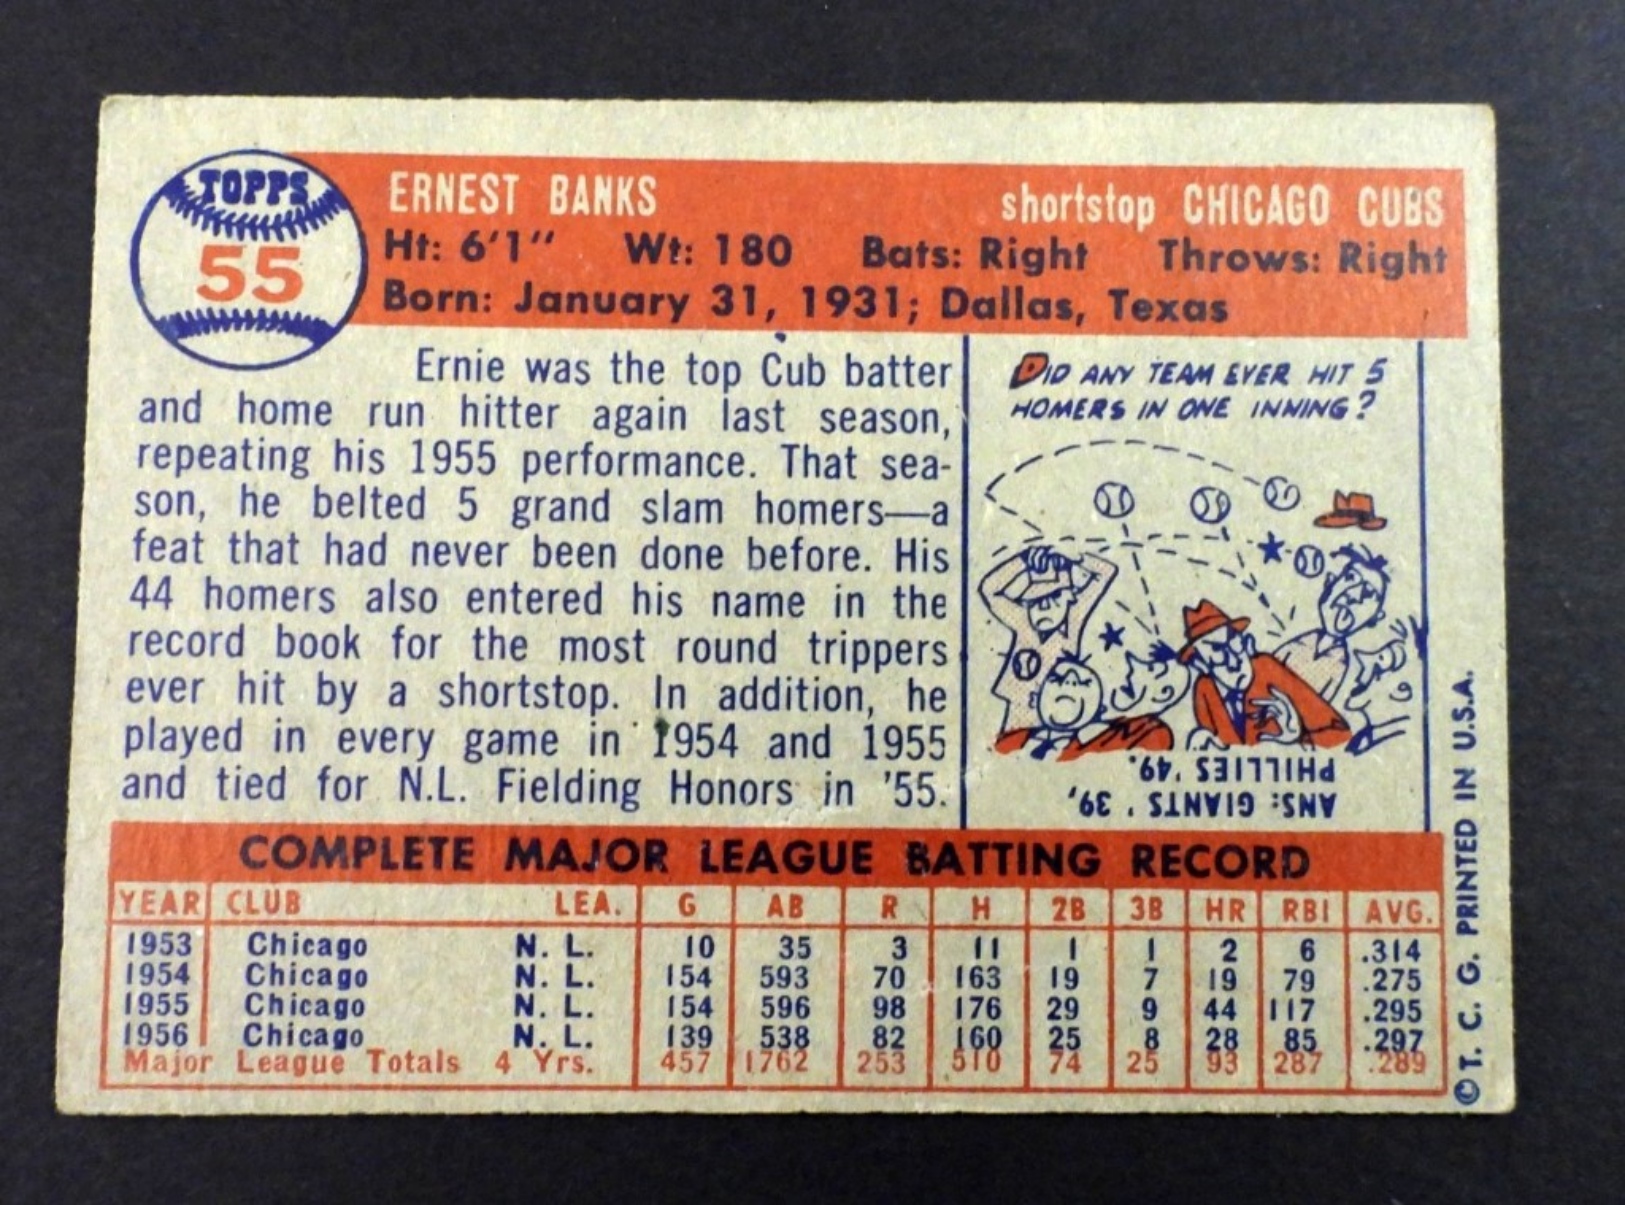 TOPPS
55
ERNEST BANKS shortstop CHICAGO CUBS
Ht: 6'1" Wt: 180 Bats: Right Throws: Right
Born: January 31, 1931; Dallas, Texas
Ernie was the top Cub batter
and home run hitter again last season,
repeating his 1955 performance. That sea-
son, he belted 5 grand slam homers—a
feat that had never been done before. His
44 homers also entered his name in the
record book for the most round trippers
ever hit by a shortstop. In addition, he
played in every game in 1954 and 1955
and tied for N.L. Fielding Honors in '55.
DID ANY TEAM EVER HIT 5
HOMERS IN ONE INNING?
ANS: GIANTS '39,
PHILLIES '49.
COMPLETE MAJOR LEAGUE BATTING RECORD
YEAR CLUB LEA. G AB R H 2B 3B HR RBI AVG.
1953 Chicago N. L. 10 35 3 11 1 1 2 6 .314
1954 Chicago N. L. 154 593 70 163 19 7 19 79 .275
1955 Chicago N. L. 154 596 98 176 29 9 44 117 .295
1956 Chicago N. L. 139 538 82 160 25 8 28 85 .297
Major League Totals 4 Yrs. 457 1762 253 510 74 25 93 287 .289
© T. C. G. PRINTED IN U.S.A.